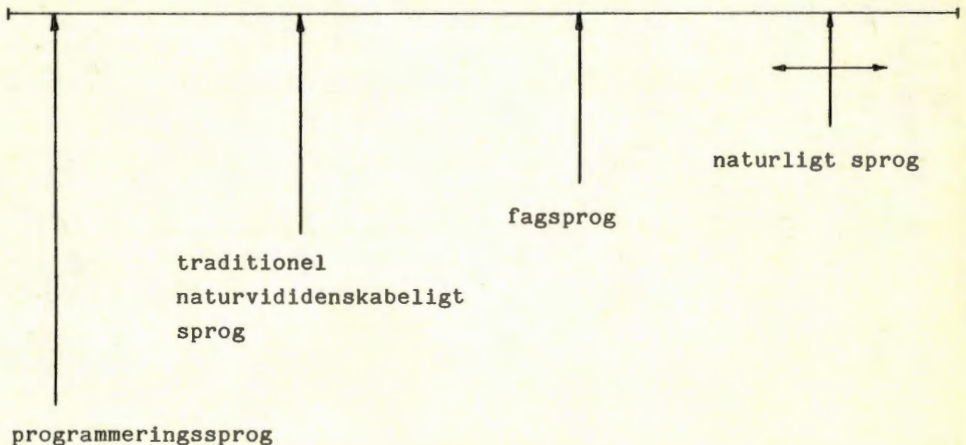 naturligt sprog
fagsprog
traditionel
naturvididenskabeligt
sprog
programmeringssprog